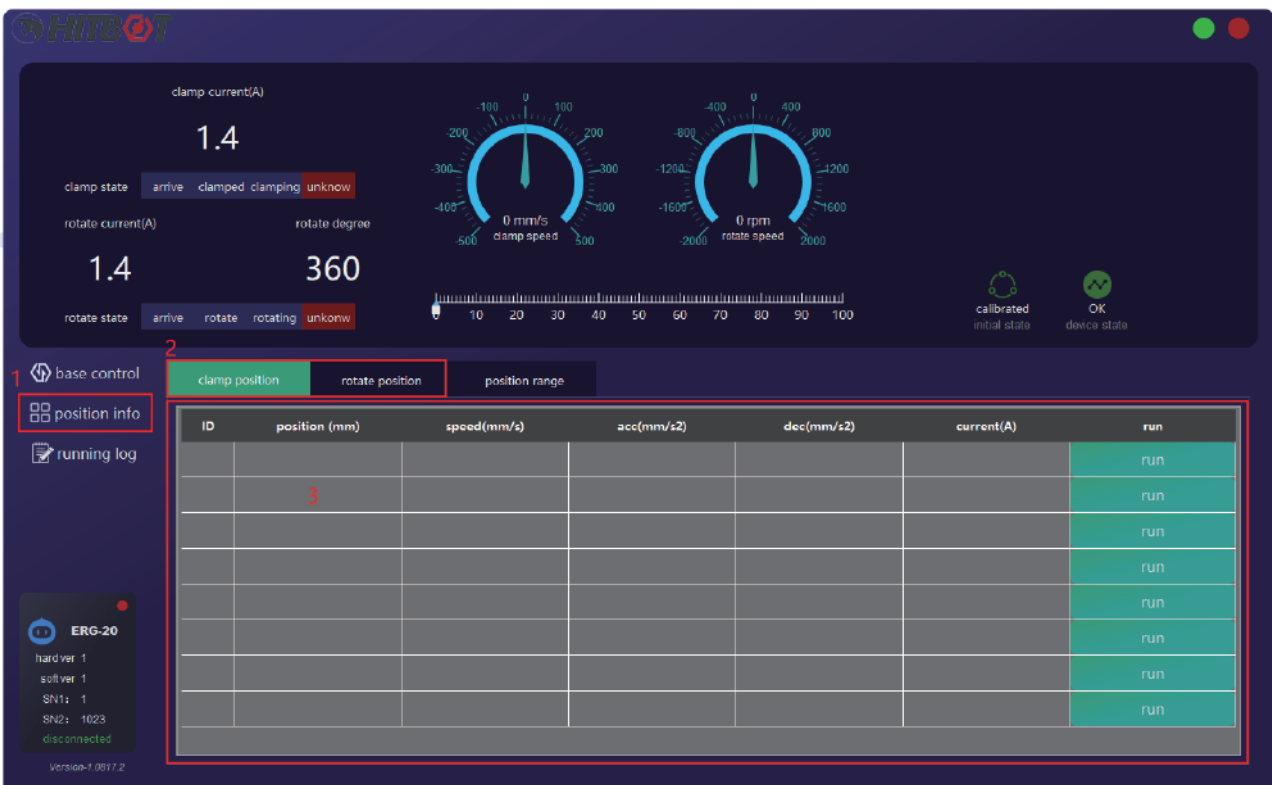 HITBOT
clamp current(A)
1.4
clamp state arrive clamped clamping unknow
rotate current(A) rotate degree
1.4 360
rotate state arrive rotate rotating unkonw
-500 -400 -300 -200 -100 0 100 200 300 400 500
0 mm/s
clamp speed
-2000 -1600 -1200 -800 -400 0 400 800 1200 1600 2000
0 rpm
rotate speed
0 10 20 30 40 50 60 70 80 90 100
calibrated
initial state
OK
device state
1
base control
position info
running log
2
clamp position rotate position position range
ID position (mm) speed(mm/s) acc(mm/s2) dec(mm/s2) current(A) run
run
3 run
run
run
run
run
run
run
ERG-20
hard ver 1
soft ver 1
SN1: 1
SN2: 1023
disconnected
Version-1.0817.2